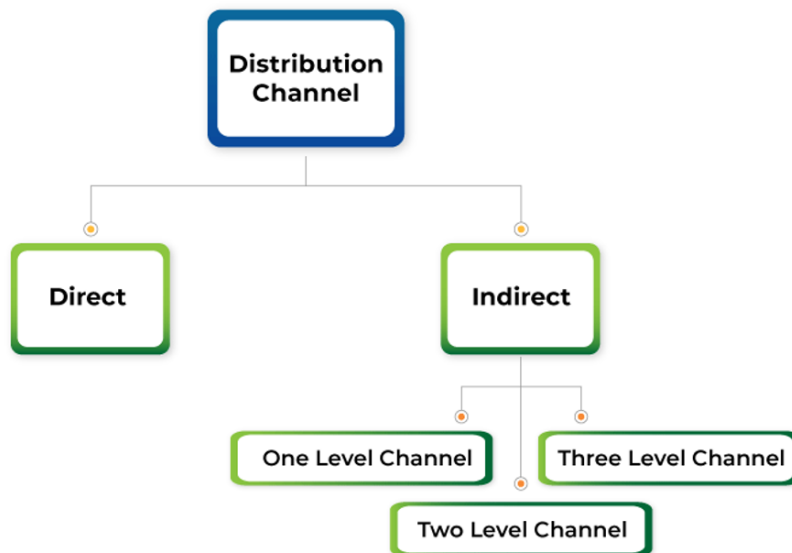 Distribution
Channel
Direct
Indirect
One Level Channel
Three Level Channel
Two Level Channel